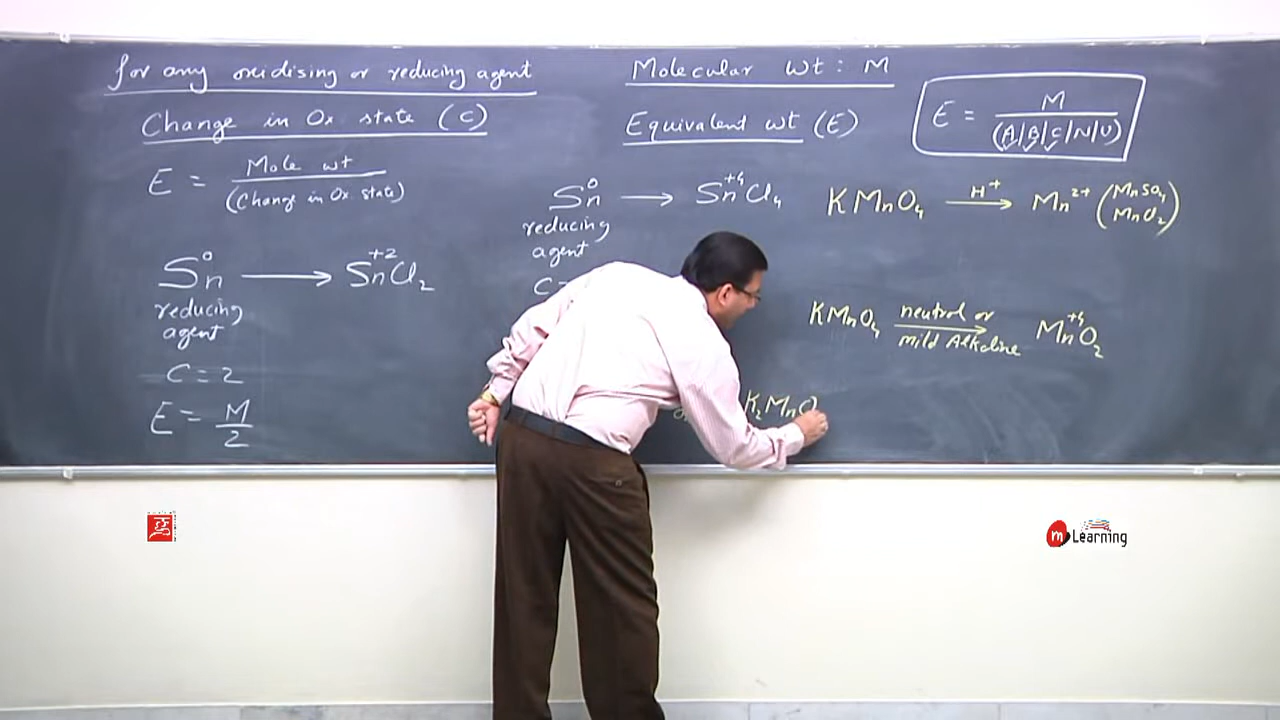 for any oxidising or reducing agent
Change in Ox state (C)
E = Mole wt / (Change in Ox. state)
Sn⁰ ⟶ Sn⁺²Cl₂
reducing
agent
C = 2
E = M/2
Molecular wt : M
Equivalent wt (E)
E = M / (A|B|C|N|U)
Sn⁰ ⟶ Sn⁺⁴Cl₄
reducing
agent
C =
KMnO₄ —H⁺→ Mn²⁺ (MnSO₄
MnO₂)
KMnO₄ neutral or
mild Alkaline Mn⁺⁴O₂
K₂MnO
m Learning